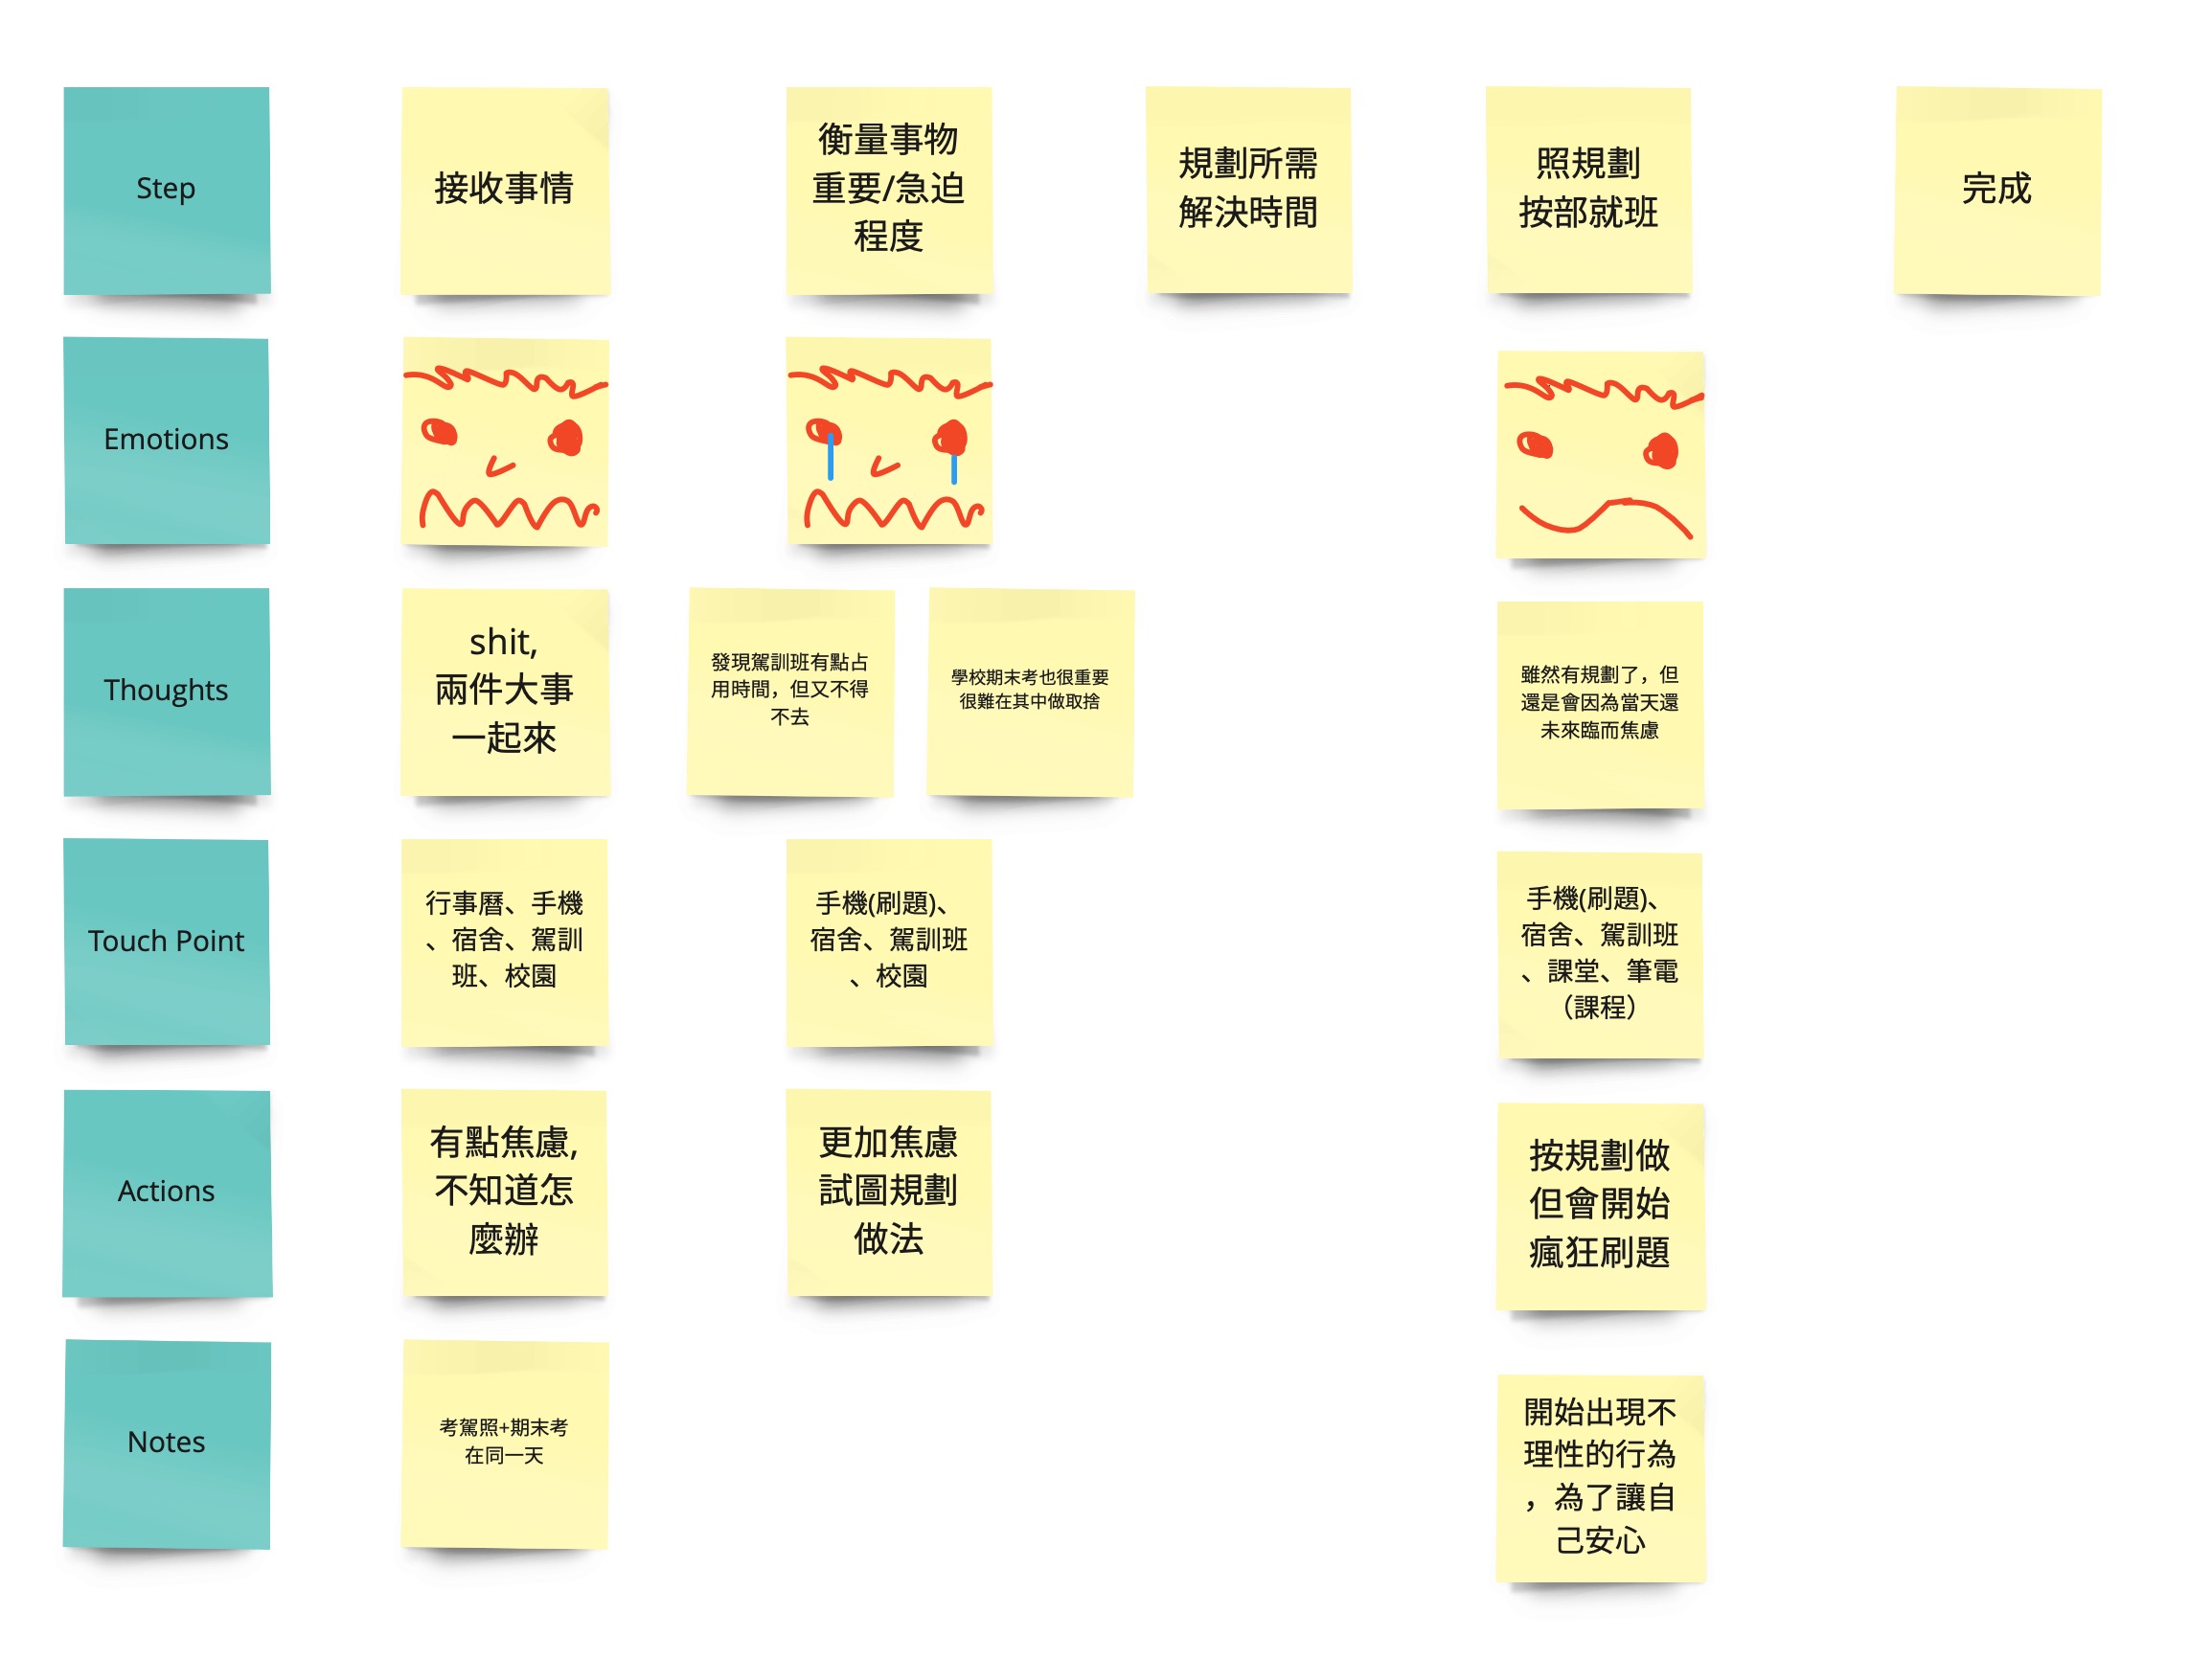 Step
接收事情
衡量事物
重要/急迫
程度
規劃所需
解決時間
照規劃
按部就班
完成
Emotions
Thoughts
shit,
兩件大事
一起來
發現駕訓班有點占
用時間，但又不得
不去
學校期末考也很重要
很難在其中做取捨
雖然有規劃了，但
還是會因為當天還
未來臨而焦慮
Touch Point
行事曆、手機
、宿舍、駕訓
班、校園
手機(刷題)、
宿舍、駕訓班
、校園
手機(刷題)、
宿舍、駕訓班
、課堂、筆電
（課程）
Actions
有點焦慮,
不知道怎
麼辦
更加焦慮
試圖規劃
做法
按規劃做
但會開始
瘋狂刷題
Notes
考駕照+期末考
在同一天
開始出現不
理性的行為
，為了讓自
己安心